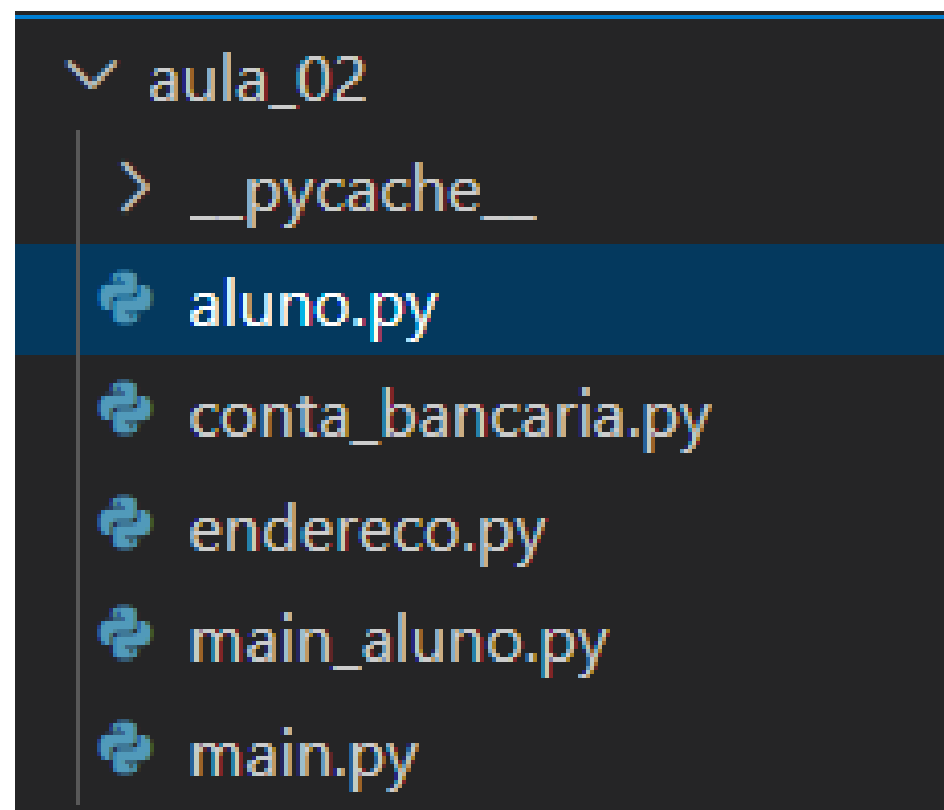 aula_02
__pycache__
aluno.py
conta_bancaria.py
endereco.py
main_aluno.py
main.py